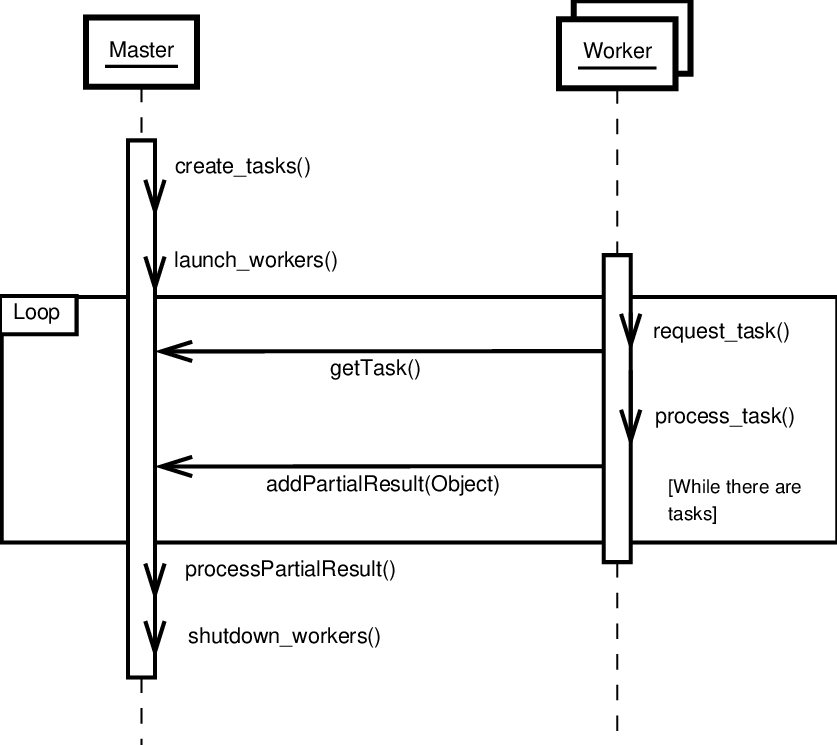 Master
Worker
create_tasks()
launch_workers()
Loop
request_task()
getTask()
process_task()
addPartialResult(Object)
[While there are
tasks]
processPartialResult()
shutdown_workers()